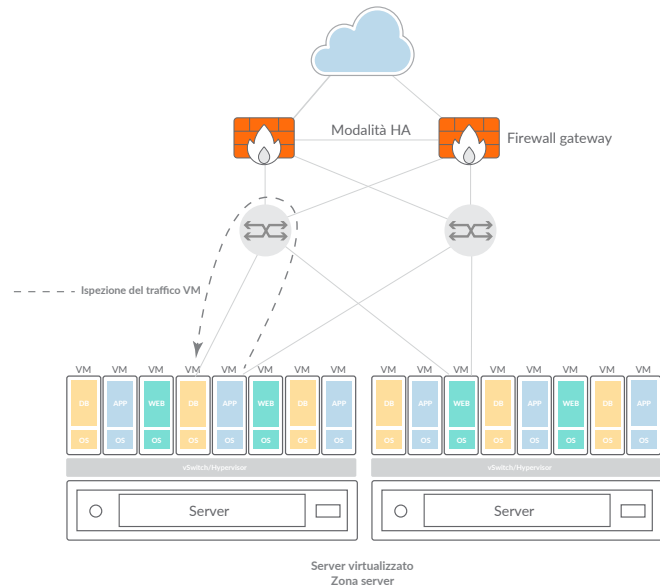 Modalità HA
Firewall gateway
Ispezione del traffico VM
VM VM VM VM VM VM VM VM
VM VM VM VM VM VM VM VM
DB APP WEB DB APP WEB DB APP
DB APP WEB DB APP WEB DB APP
OS OS OS OS OS OS OS OS
OS OS OS OS OS OS OS OS
vSwitch/Hypervisor
vSwitch/Hypervisor
Server
Server
Server virtualizzato
Zona server